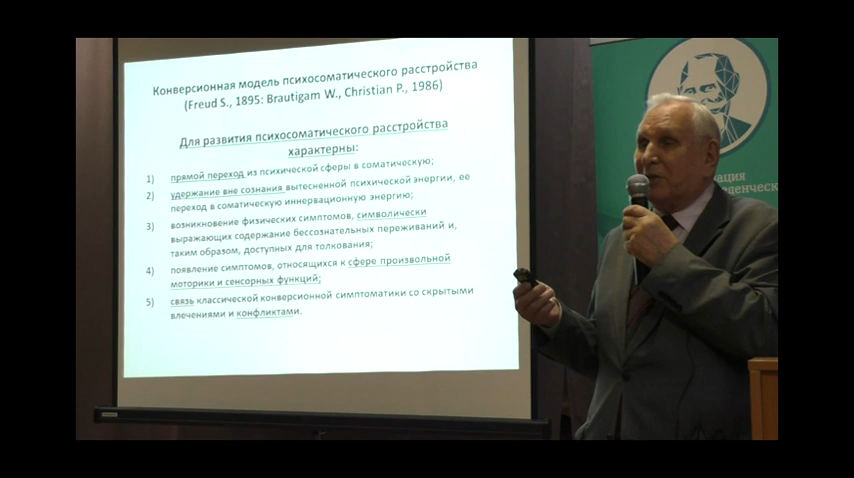 Конверсионная модель психосоматического расстройства
(Freud S., 1895: Brautigam W., Christian P., 1986)
Для развития психосоматического расстройства
характерны:
1) прямой переход из психической сферы в соматическую;
2) удержание вне сознания вытесненной психической энергии, ее
переход в соматическую иннервационную энергию;
3) возникновение физических симптомов, символически
выражающих содержание бессознательных переживаний и,
таким образом, доступных для толкования;
4) появление симптомов, относящихся к сфере произвольной
моторики и сенсорных функций;
5) связь классической конверсионной симптоматики со скрытыми
влечениями и конфликтами.